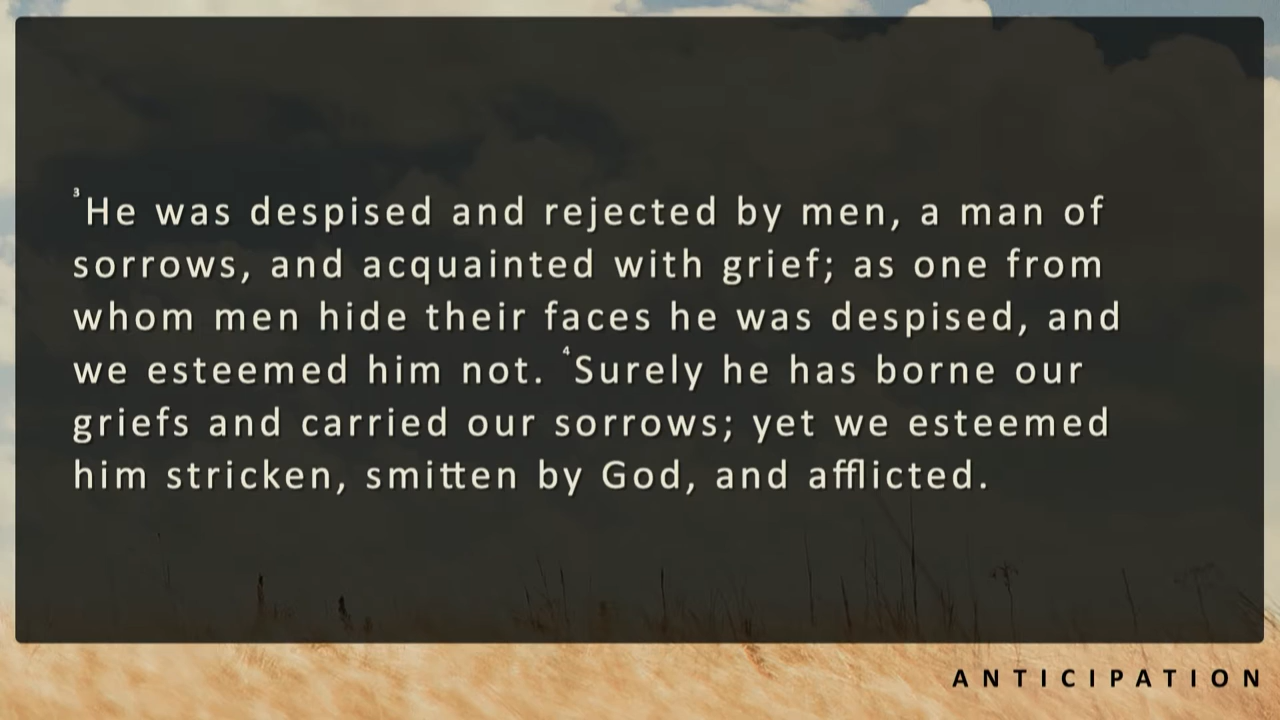 ³He was despised and rejected by men, a man of
sorrows, and acquainted with grief; as one from
whom men hide their faces he was despised, and
we esteemed him not. ⁴Surely he has borne our
griefs and carried our sorrows; yet we esteemed
him stricken, smitten by God, and afflicted.
ANTICIPATION